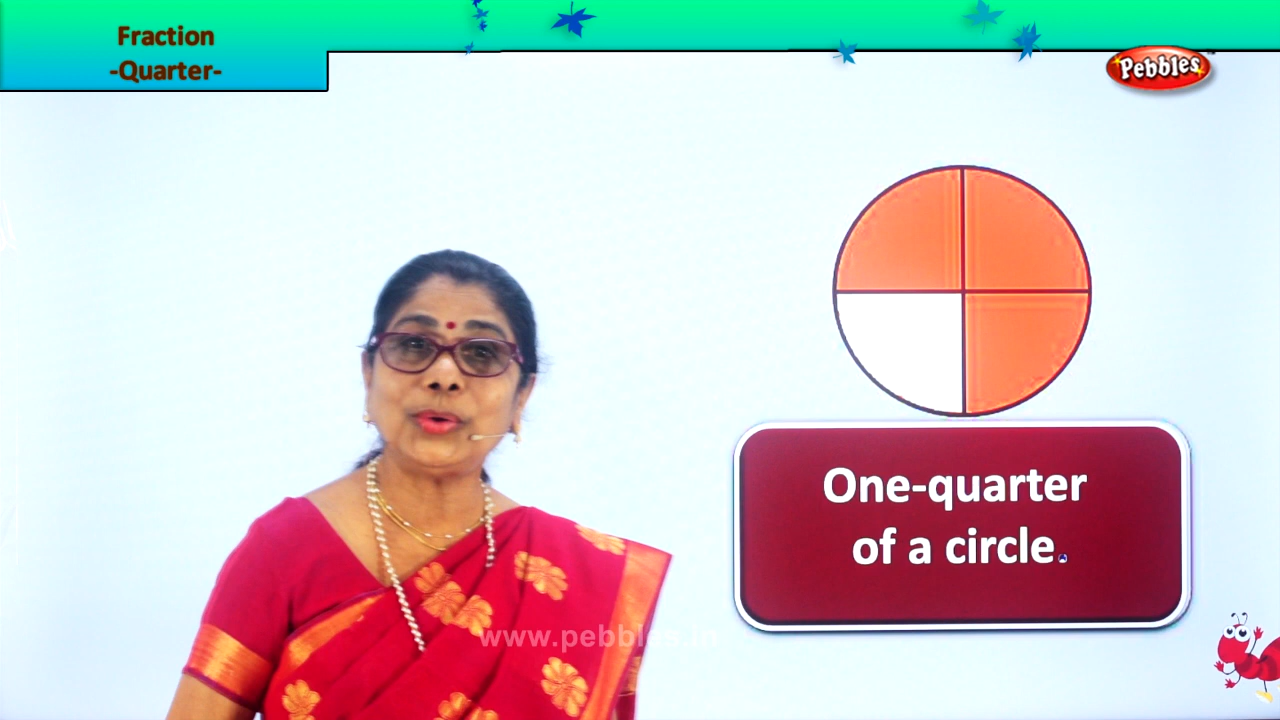 Fraction
-Quarter-
Pebbles
One-quarter
of a circle.
www.pebbles.in